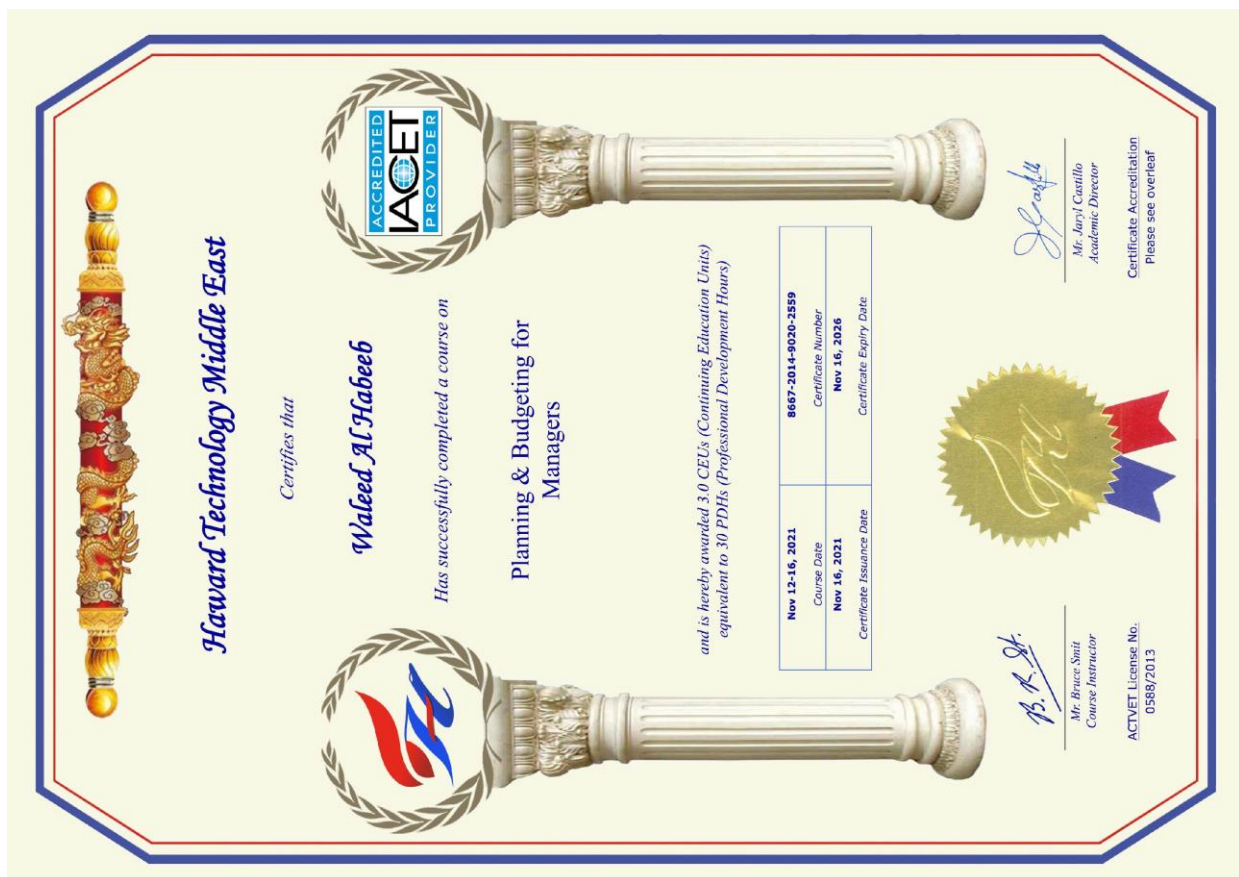 Haward Technology Middle East
Certifies that
Waleed Al Habeeb
ACCREDITED
IACET
PROVIDER
Has successfully completed a course on
Planning & Budgeting for
Managers
and is hereby awarded 3.0 CEUs (Continuing Education Units)
equivalent to 30 PDHs (Professional Development Hours)
Nov 12-16, 2021 8667-2014-9020-2559
Course Date Certificate Number
Nov 16, 2021 Nov 16, 2026
Certificate Issuance Date Certificate Expiry Date
Mr. Bruce Smit
Course Instructor
ACTVET License No.
0588/2013
Mr. Jaryl Castillo
Academic Director
Certificate Accreditation
Please see overleaf